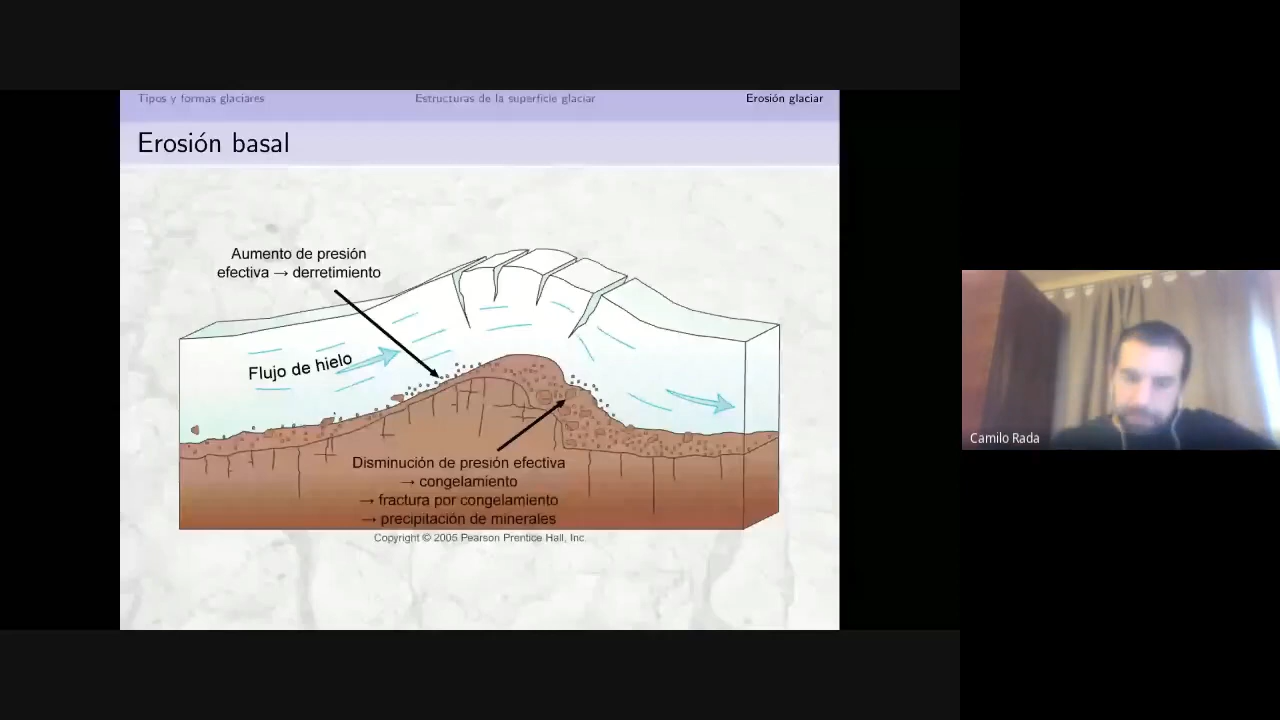 Tipos y formas glaciares
Estructuras de la superficie glaciar
Erosión glaciar
Erosión basal
Aumento de presión
efectiva → derretimiento
Flujo de hielo
Disminución de presión efectiva
→ congelamiento
→ fractura por congelamiento
→ precipitación de minerales
Copyright © 2005 Pearson Prentice Hall, Inc
Camilo Rada